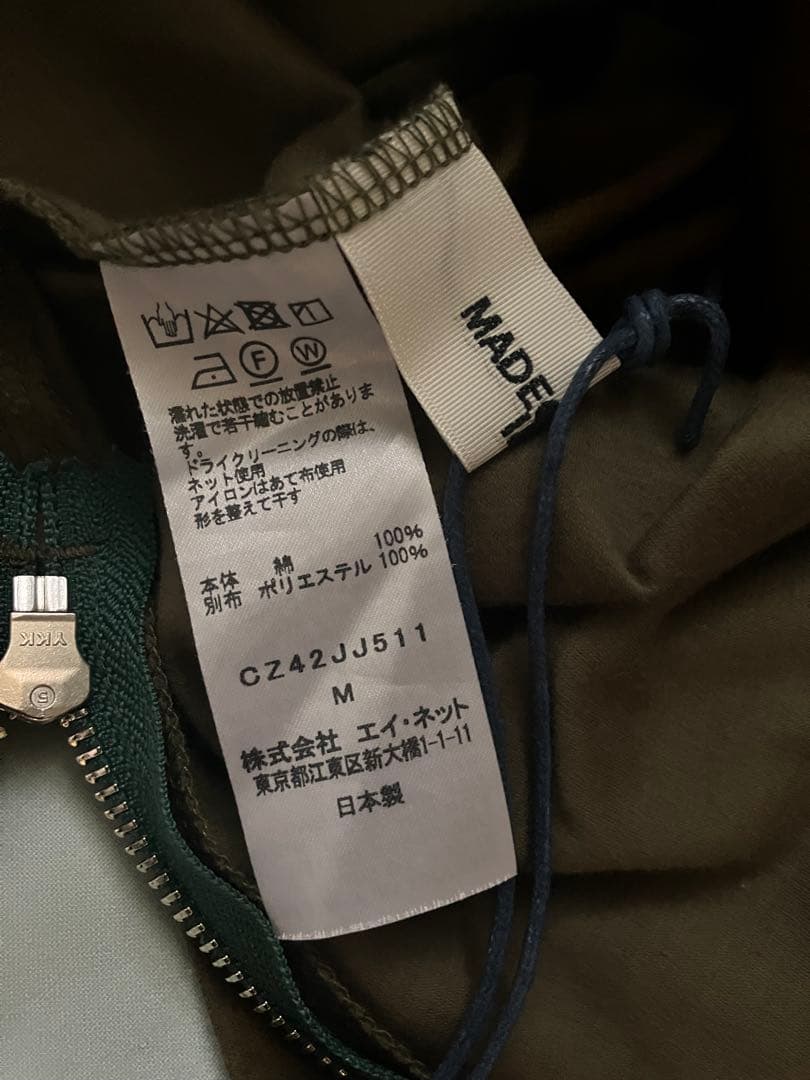 F W
濡れた状態での放置禁止
洗濯で若干縮むことがありま
す。
ドライクリーニングの際は、
ネット使用
アイロンはあて布使用
形を整えて干す
本体 綿 100%
別布 ポリエステル 100%
CZ42JJ511
M
株式会社 エイ・ネット
東京都江東区新大橋1-1-11
日本製
MADE
YKK
5